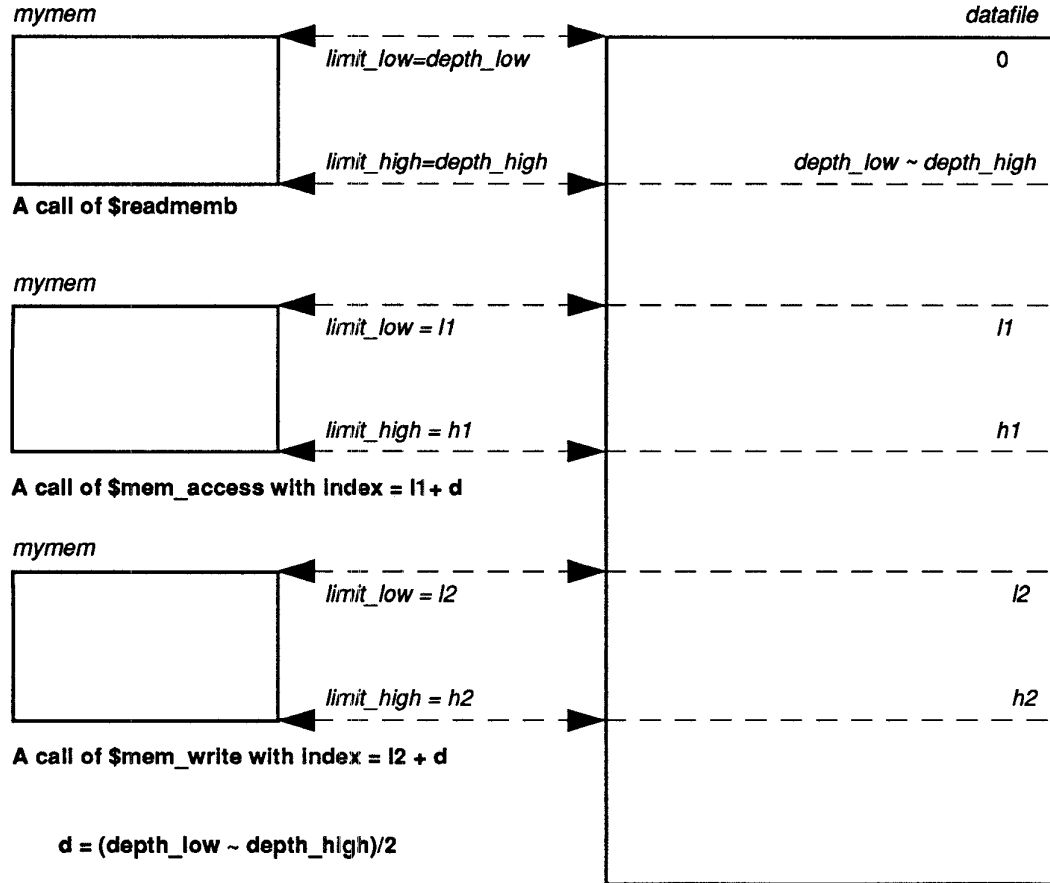 mymem datafile
limit_low=depth_low 0
limit_high=depth_high depth_low ~ depth_high
A call of $readmemb
mymem
limit_low = l1 l1
limit_high = h1 h1
A call of $mem_access with index = l1+ d
mymem
limit_low = l2 l2
limit_high = h2 h2
A call of $mem_write with index = l2 + d
d = (depth_low ~ depth_high)/2